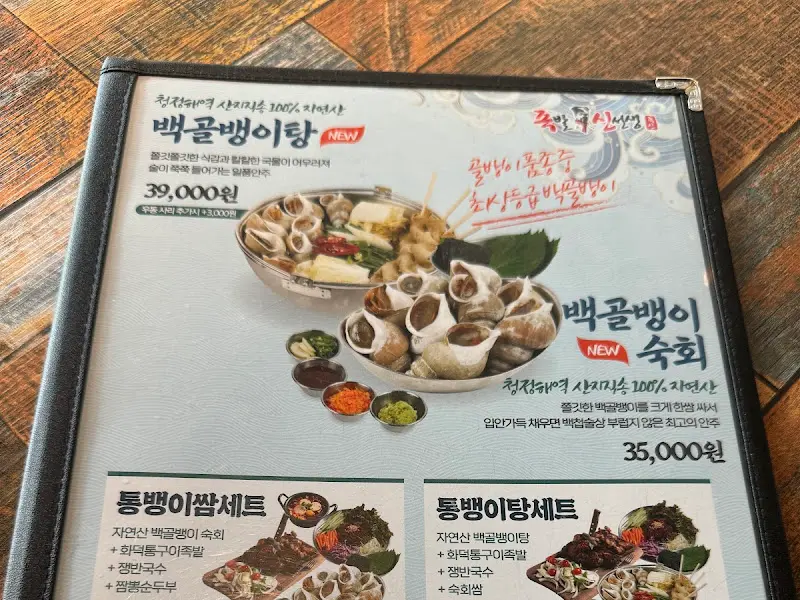 청정해역 산지직송 100% 자연산
백골뱅이탕 NEW
쫄깃쫄깃한 식감과 칼칼한 국물이 어우러져
술이 쭉쭉 들어가는 일품안주
39,000원
우동 사리 추가시 +3,000원
족발 신선생
골뱅이 품종중
최상등급 백골뱅이
백골뱅이
NEW 숙회
청정해역 산지직송 100% 자연산
쫄깃한 백골뱅이를 크게 한쌈 싸서
입안가득 채우면 백첩술상 부럽지 않은 최고의 안주
35,000원
통뱅이쌈세트
자연산 백골뱅이 숙회
+ 화덕통구이족발
+ 쟁반국수
+ 짬뽕순두부
통뱅이탕세트
자연산 백골뱅이탕
+ 화덕통구이족발
+ 쟁반국수
+ 숙회쌈